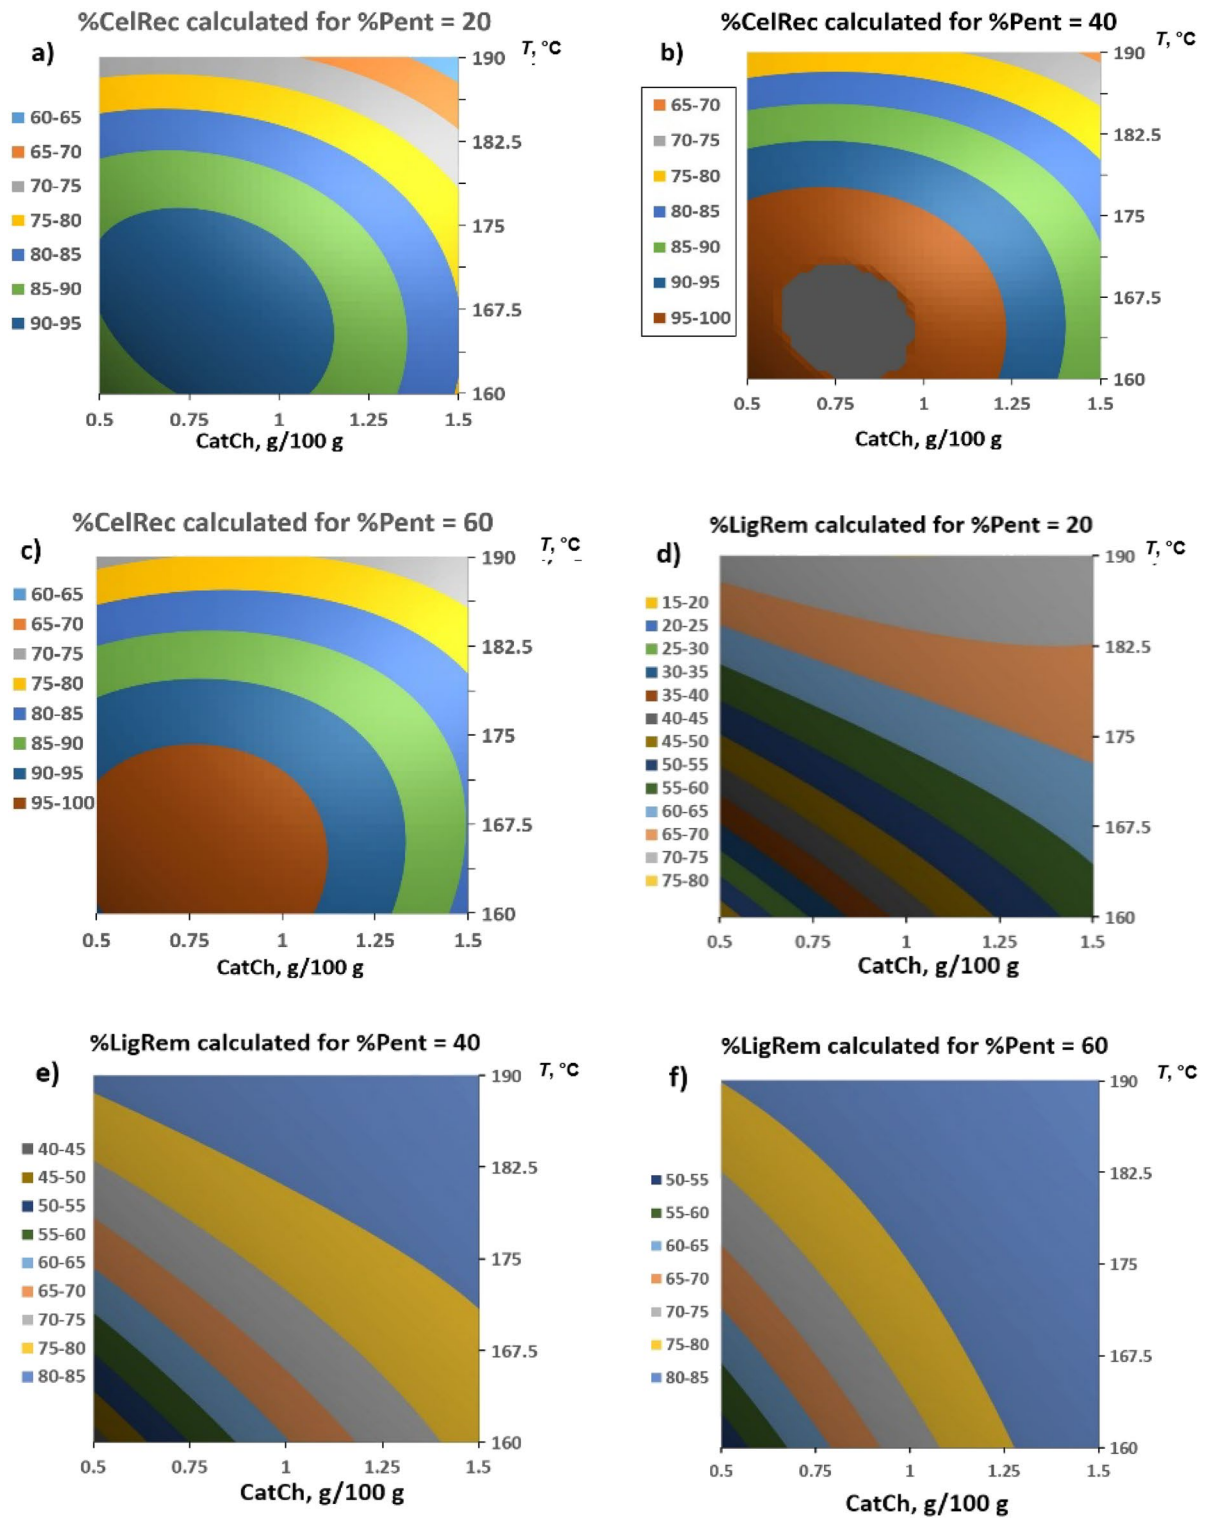 %CelRec calculated for %Pent = 20
a)
T, °C
60-65
65-70
70-75
75-80
80-85
85-90
90-95
190
182.5
175
167.5
160
0.5 0.75 1 1.25 1.5
CatCh, g/100 g
%CelRec calculated for %Pent = 40
b)
T, °C
65-70
70-75
75-80
80-85
85-90
90-95
95-100
190
182.5
175
167.5
160
0.5 0.75 1 1.25 1.5
CatCh, g/100 g
%CelRec calculated for %Pent = 60
c)
T, °C
60-65
65-70
70-75
75-80
80-85
85-90
90-95
95-100
190
182.5
175
167.5
160
0.5 0.75 1 1.25 1.5
CatCh, g/100 g
%LigRem calculated for %Pent = 20
d)
T, °C
15-20
20-25
25-30
30-35
35-40
40-45
45-50
50-55
55-60
60-65
65-70
70-75
75-80
190
182.5
175
167.5
160
0.5 0.75 1 1.25 1.5
CatCh, g/100 g
%LigRem calculated for %Pent = 40
e)
T, °C
40-45
45-50
50-55
55-60
60-65
65-70
70-75
75-80
80-85
190
182.5
175
167.5
160
0.5 0.75 1 1.25 1.5
CatCh, g/100 g
%LigRem calculated for %Pent = 60
f)
T, °C
50-55
55-60
60-65
65-70
70-75
75-80
80-85
190
182.5
175
167.5
160
0.5 0.75 1 1.25 1.5
CatCh, g/100 g